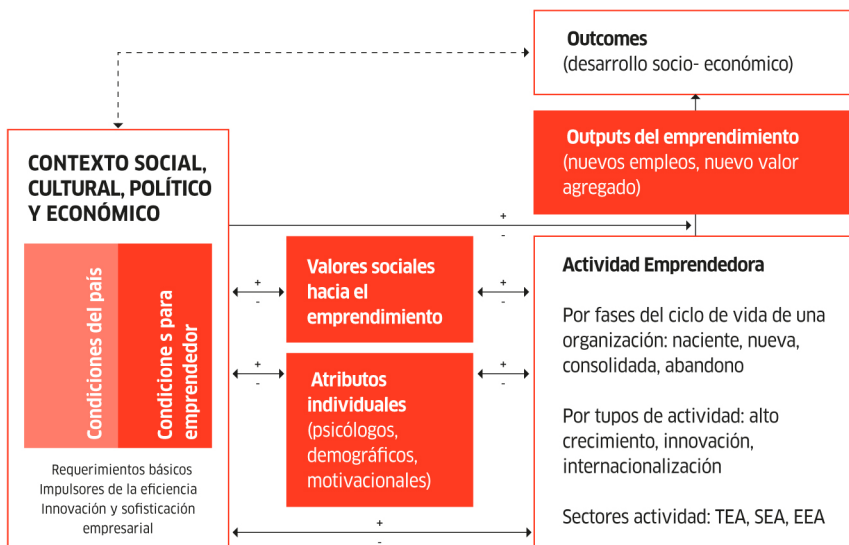 Outcomes
(desarrollo socio- económico)
Outputs del emprendimiento
(nuevos empleos, nuevo valor
agregado)
CONTEXTO SOCIAL,
CULTURAL, POLÍTICO
Y ECONÓMICO
Condiciones del país
Condicione s para
emprendedor
Requerimientos básicos
Impulsores de la eficiencia
Innovación y sofisticación
empresarial
+
-
+
-
Valores sociales
hacia el
emprendimiento
+
-
+
-
Atributos
individuales
(psicólogos,
demográficos,
motivacionales)
+
-
+
-
Actividad Emprendedora
Por fases del ciclo de vida de una
organización: naciente, nueva,
consolidada, abandono
Por tupos de actividad: alto
crecimiento, innovación,
internacionalización
Sectores actividad: TEA, SEA, EEA